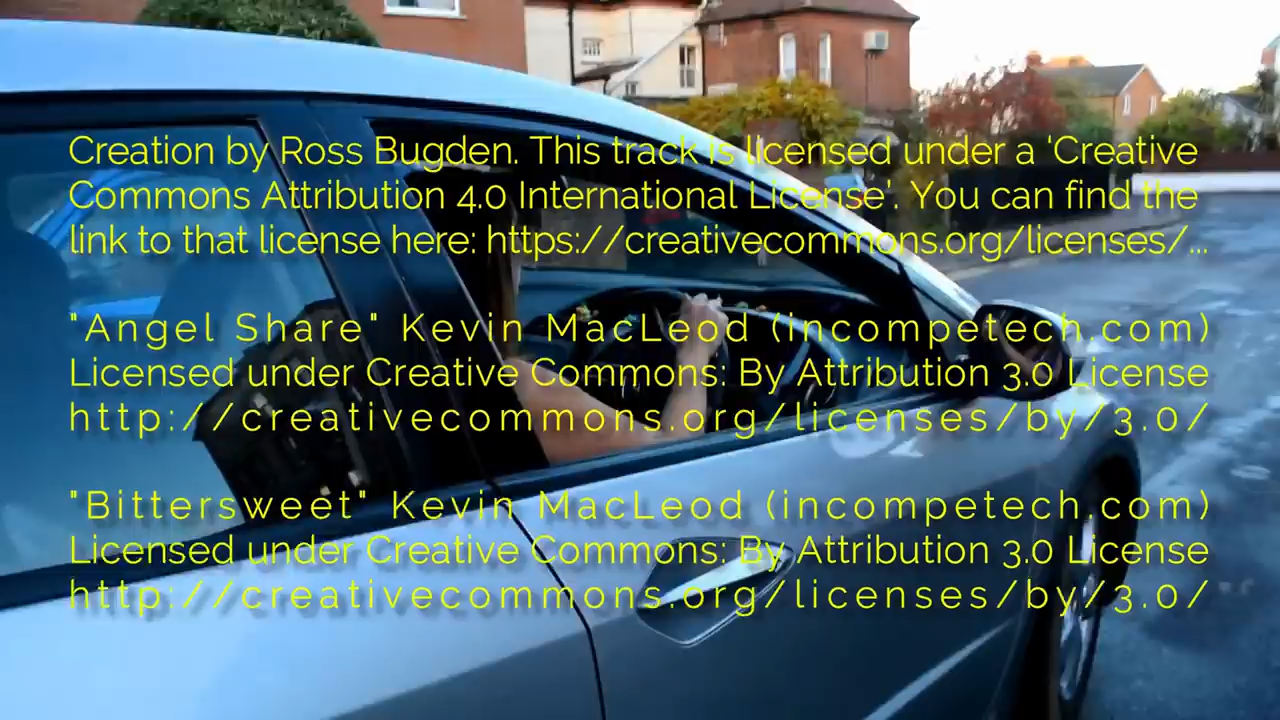 Creation by Ross Bugden. This track is licensed under a ‘Creative
Commons Attribution 4.0 International License’. You can find the
link to that license here: https://creativecommons.org/licenses/...
"Angel Share" Kevin MacLeod (incompetech.com)
Licensed under Creative Commons: By Attribution 3.0 License
http://creativecommons.org/licenses/by/3.0/
"Bittersweet" Kevin MacLeod (incompetech.com)
Licensed under Creative Commons: By Attribution 3.0 License
http://creativecommons.org/licenses/by/3.0/